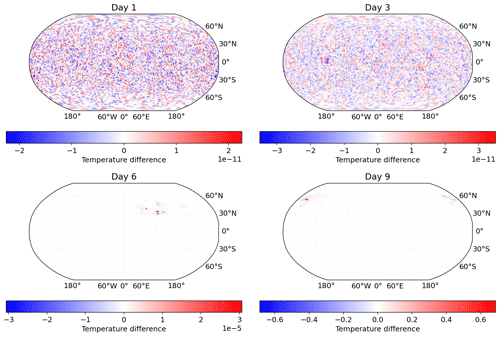 Day 1
60°N
30°N
0°
30°S
60°S
180° 60°W 0° 60°E 180°
−2 −1 0 1 2
1e−11
Temperature difference
Day 3
60°N
30°N
0°
30°S
60°S
180° 60°W 0° 60°E 180°
−3 −2 −1 0 1 2 3
1e−11
Temperature difference
Day 6
60°N
30°N
0°
30°S
60°S
180° 60°W 0° 60°E 180°
−3 −2 −1 0 1 2 3
1e−5
Temperature difference
Day 9
60°N
30°N
0°
30°S
60°S
180° 60°W 0° 60°E 180°
−0.6 −0.4 −0.2 0.0 0.2 0.4 0.6
Temperature difference